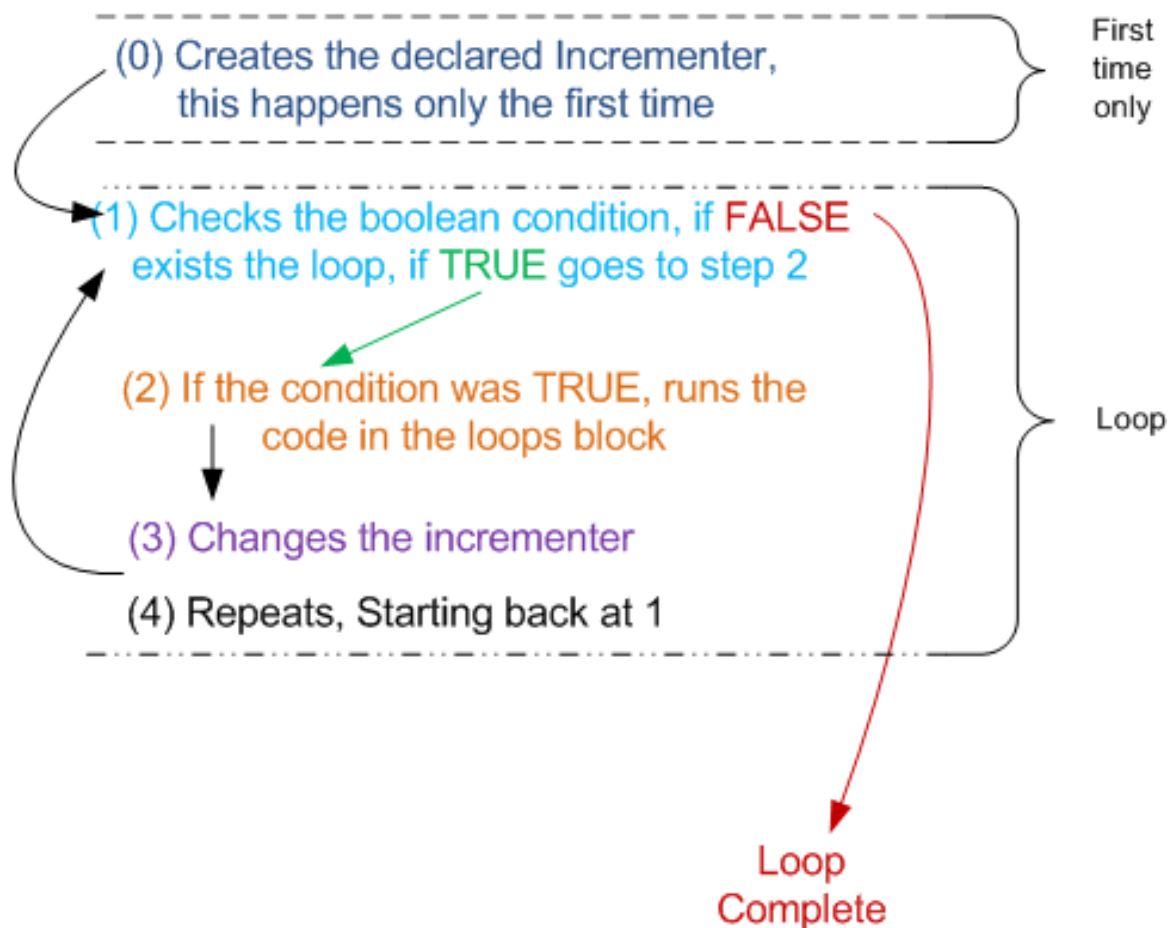 First
time
only
(0) Creates the declared Incrementer,
this happens only the first time
(1) Checks the boolean condition, if FALSE
exists the loop, if TRUE goes to step 2
(2) If the condition was TRUE, runs the
code in the loops block
Loop
(3) Changes the incrementer
(4) Repeats, Starting back at 1
Loop
Complete